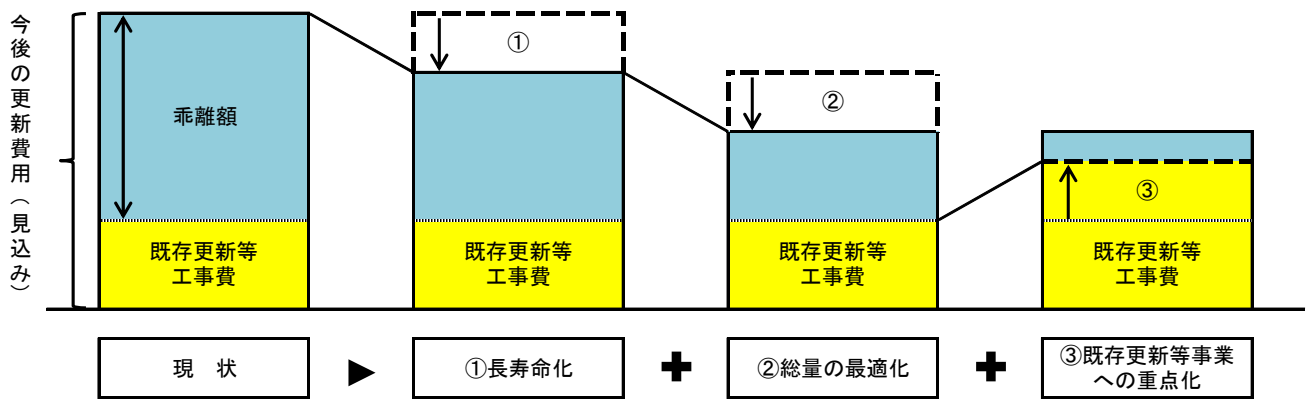 今後の更新費用（見込み）
乖離額
既存更新等
工事費
①
既存更新等
工事費
②
既存更新等
工事費
③
既存更新等
工事費
現　状
①長寿命化
②総量の最適化
③既存更新等事業
への重点化